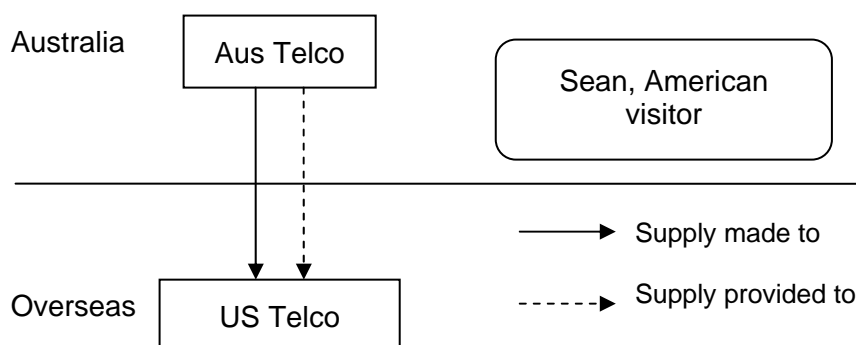 Australia
Aus Telco
Sean, American
visitor
Supply made to
Supply provided to
Overseas
US Telco